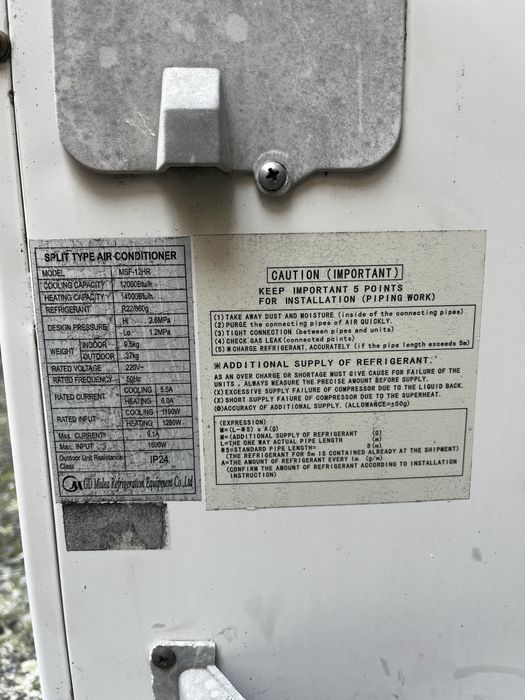 SPLIT TYPE AIR CONDITIONER
MODEL MSF-12HR
COOLING CAPACITY 12000Btu/h
HEATING CAPACITY 14000Btu/h
REFRIGERANT R22/860g
DESIGN PRESSURE Hi 2.6MPa
Lo 1.2MPa
WEIGHT INDOOR 9.5kg
OUTDOOR 37kg
RATED VOLTAGE 220V~
RATED FREQUENCY 50Hz
RATED CURRENT COOLING 5.5A
HEATING 6.0A
RATED INPUT COOLING 1190W
HEATING 1280W
Max. CURRENT 9.1A
Max. INPUT 1690W
Outdoor Unit Resistance Class IP24
GD Midea Refrigeration Equipment Co.,Ltd
CAUTION (IMPORTANT)
KEEP IMPORTANT 5 POINTS
FOR INSTALLATION (PIPING WORK)
(1) TAKE AWAY DUST AND MOISTURE (inside of the connecting pipes)
(2) PURGE the connecting pipes OF AIR QUICKLY.
(3) TIGHT CONNECTION (between pipes and units)
(4) CHECK GAS LEAK (connected points)
(5) ※CHARGE REFRIGERANT. ACCURATELY (if the pipe length exceeds 5m)
※ADDITIONAL SUPPLY OF REFRIGERANT.
AS AN OVER CHARGE OR SHORTAGE MUST GIVE CAUSE FOR FAILURE OF THE
UNITS , ALWAYS MEASURE THE PRECISE AMOUNT BEFORE SUPPLY.
(X) EXCESSIVE SUPPLY FAILURE OF COMPRESSOR DUE TO THE LIQUID BACK.
(X) SHORT SUPPLY FAILURE OF COMPRESSOR DUE TO THE SUPERHEAT.
(O) ACCURACY OF ADDITIONAL SUPPLY. (ALLOWANCE=±50g)
(EXPRESSION)
W=(L-W5) x A(g)
W=(ADDITIONAL SUPPLY OF REFRIGERANT (g)
L=THE ONE WAY ACTUAL PIPE LENGTH (m)
W5=STANDARD PIPE LENGTH= 5(m)
(THE REFRIGERANT FOR 5m IS CONTAINED ALREADY AT THE SHIPMENT)
A=THE AMOUNT OF REFRIGERANT EVERY 1m (g/m)
(CONFIRM THE AMOUNT OF REFRIGERANT ACCORDING TO INSTALLATION
INSTRUCTION)